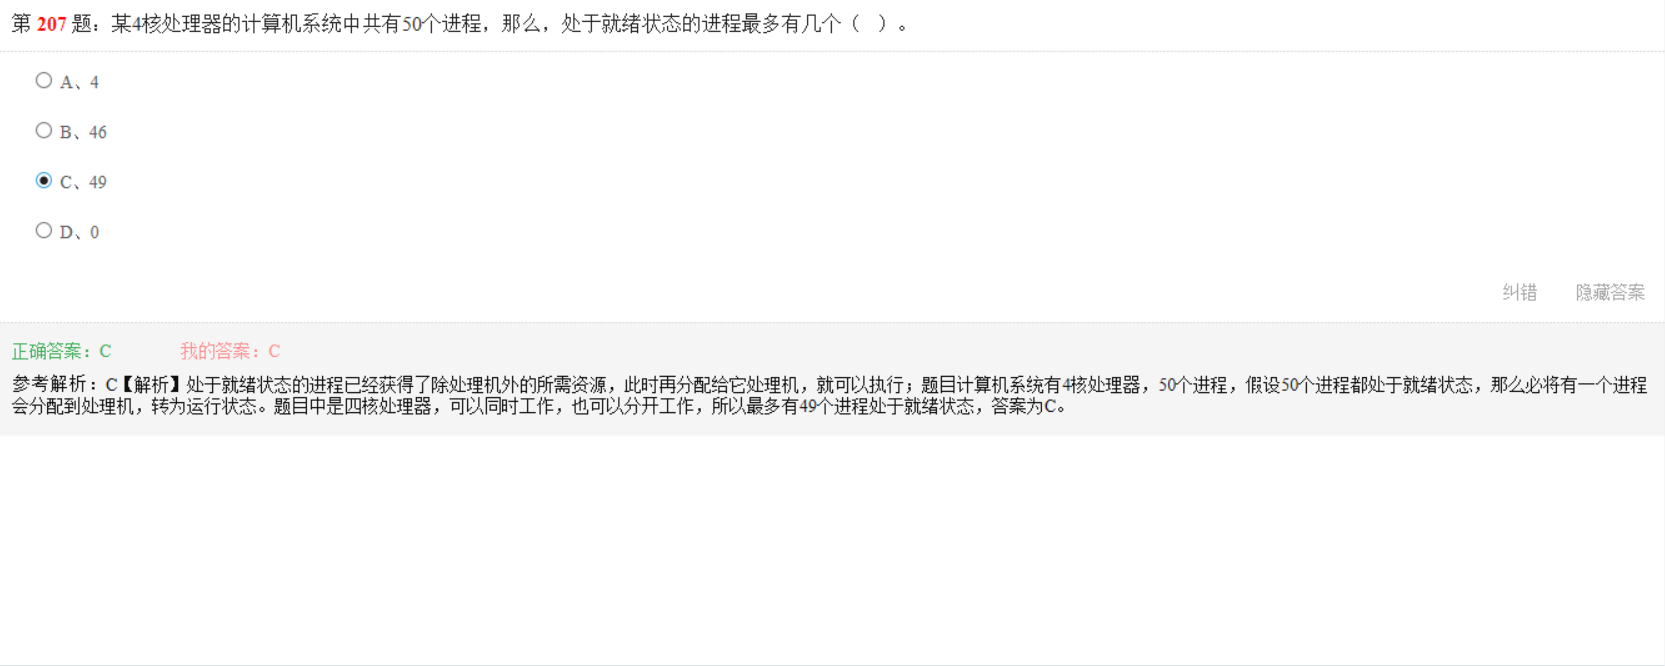 第 207 题：某4核处理器的计算机系统中共有50个进程，那么，处于就绪状态的进程最多有几个（ ）。
A、4
B、46
C、49
D、0
纠错 隐藏答案
正确答案：C 我的答案：C
参考解析：C【解析】处于就绪状态的进程已经获得了除处理机外的所需资源，此时再分配给它处理机，就可以执行；题目计算机系统有4核处理器，50个进程，假设50个进程都处于就绪状态，那么必将有一个进程
会分配到处理机，转为运行状态。题目中是四核处理器，可以同时工作，也可以分开工作，所以最多有49个进程处于就绪状态，答案为C。